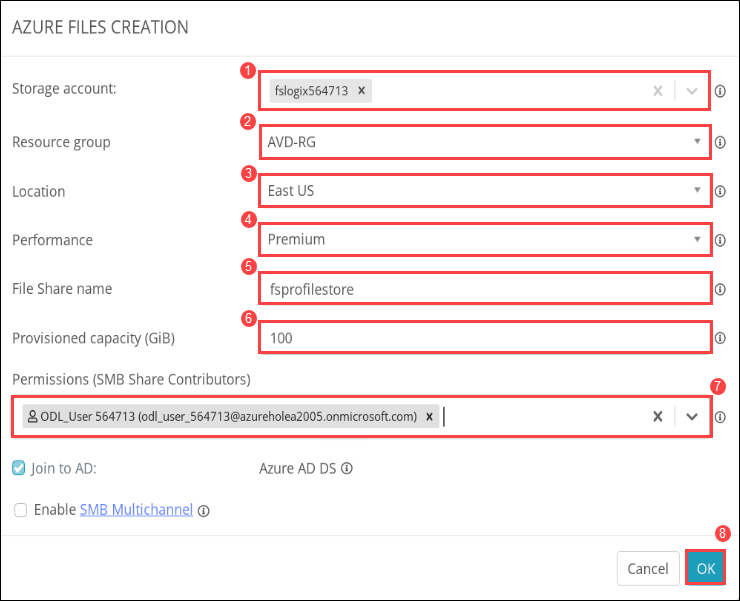 AZURE FILES CREATION
1
Storage account: fslogix564713 x x
2
Resource group AVD-RG
3
Location East US
4
Performance Premium
5
File Share name fsprofilestore
6
Provisioned capacity (GiB) 100
Permissions (SMB Share Contributors)
7
ODL_User 564713 (odl_user_564713@azureholea2005.onmicrosoft.com) x x
Join to AD: Azure AD DS
Enable SMB Multichannel
8
Cancel OK